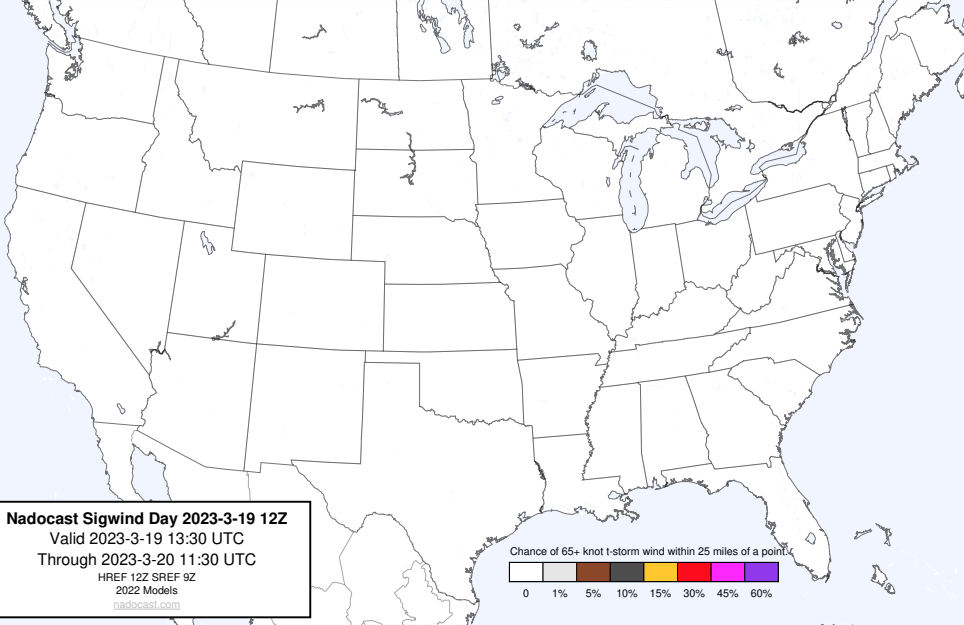 Nadocast Sigwind Day 2023-3-19 12Z
Valid 2023-3-19 13:30 UTC
Through 2023-3-20 11:30 UTC
HREF 12Z SREF 9Z
2022 Models
nadocast.com
Chance of 65+ knot t-storm wind within 25 miles of a point.
0 1% 5% 10% 15% 30% 45% 60%